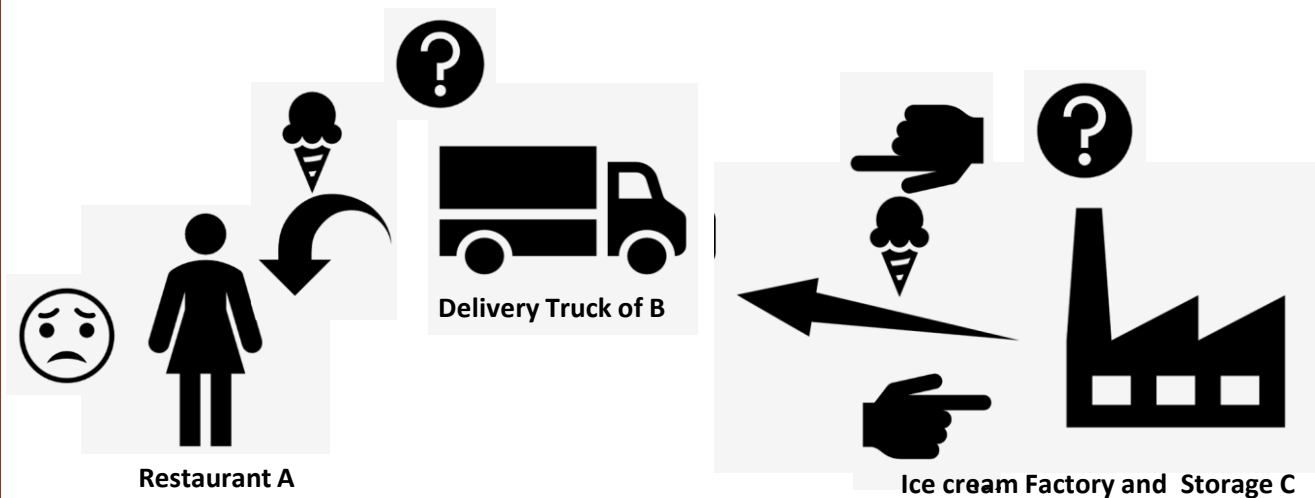 Delivery Truck of B
Restaurant A
Ice cream Factory and Storage C